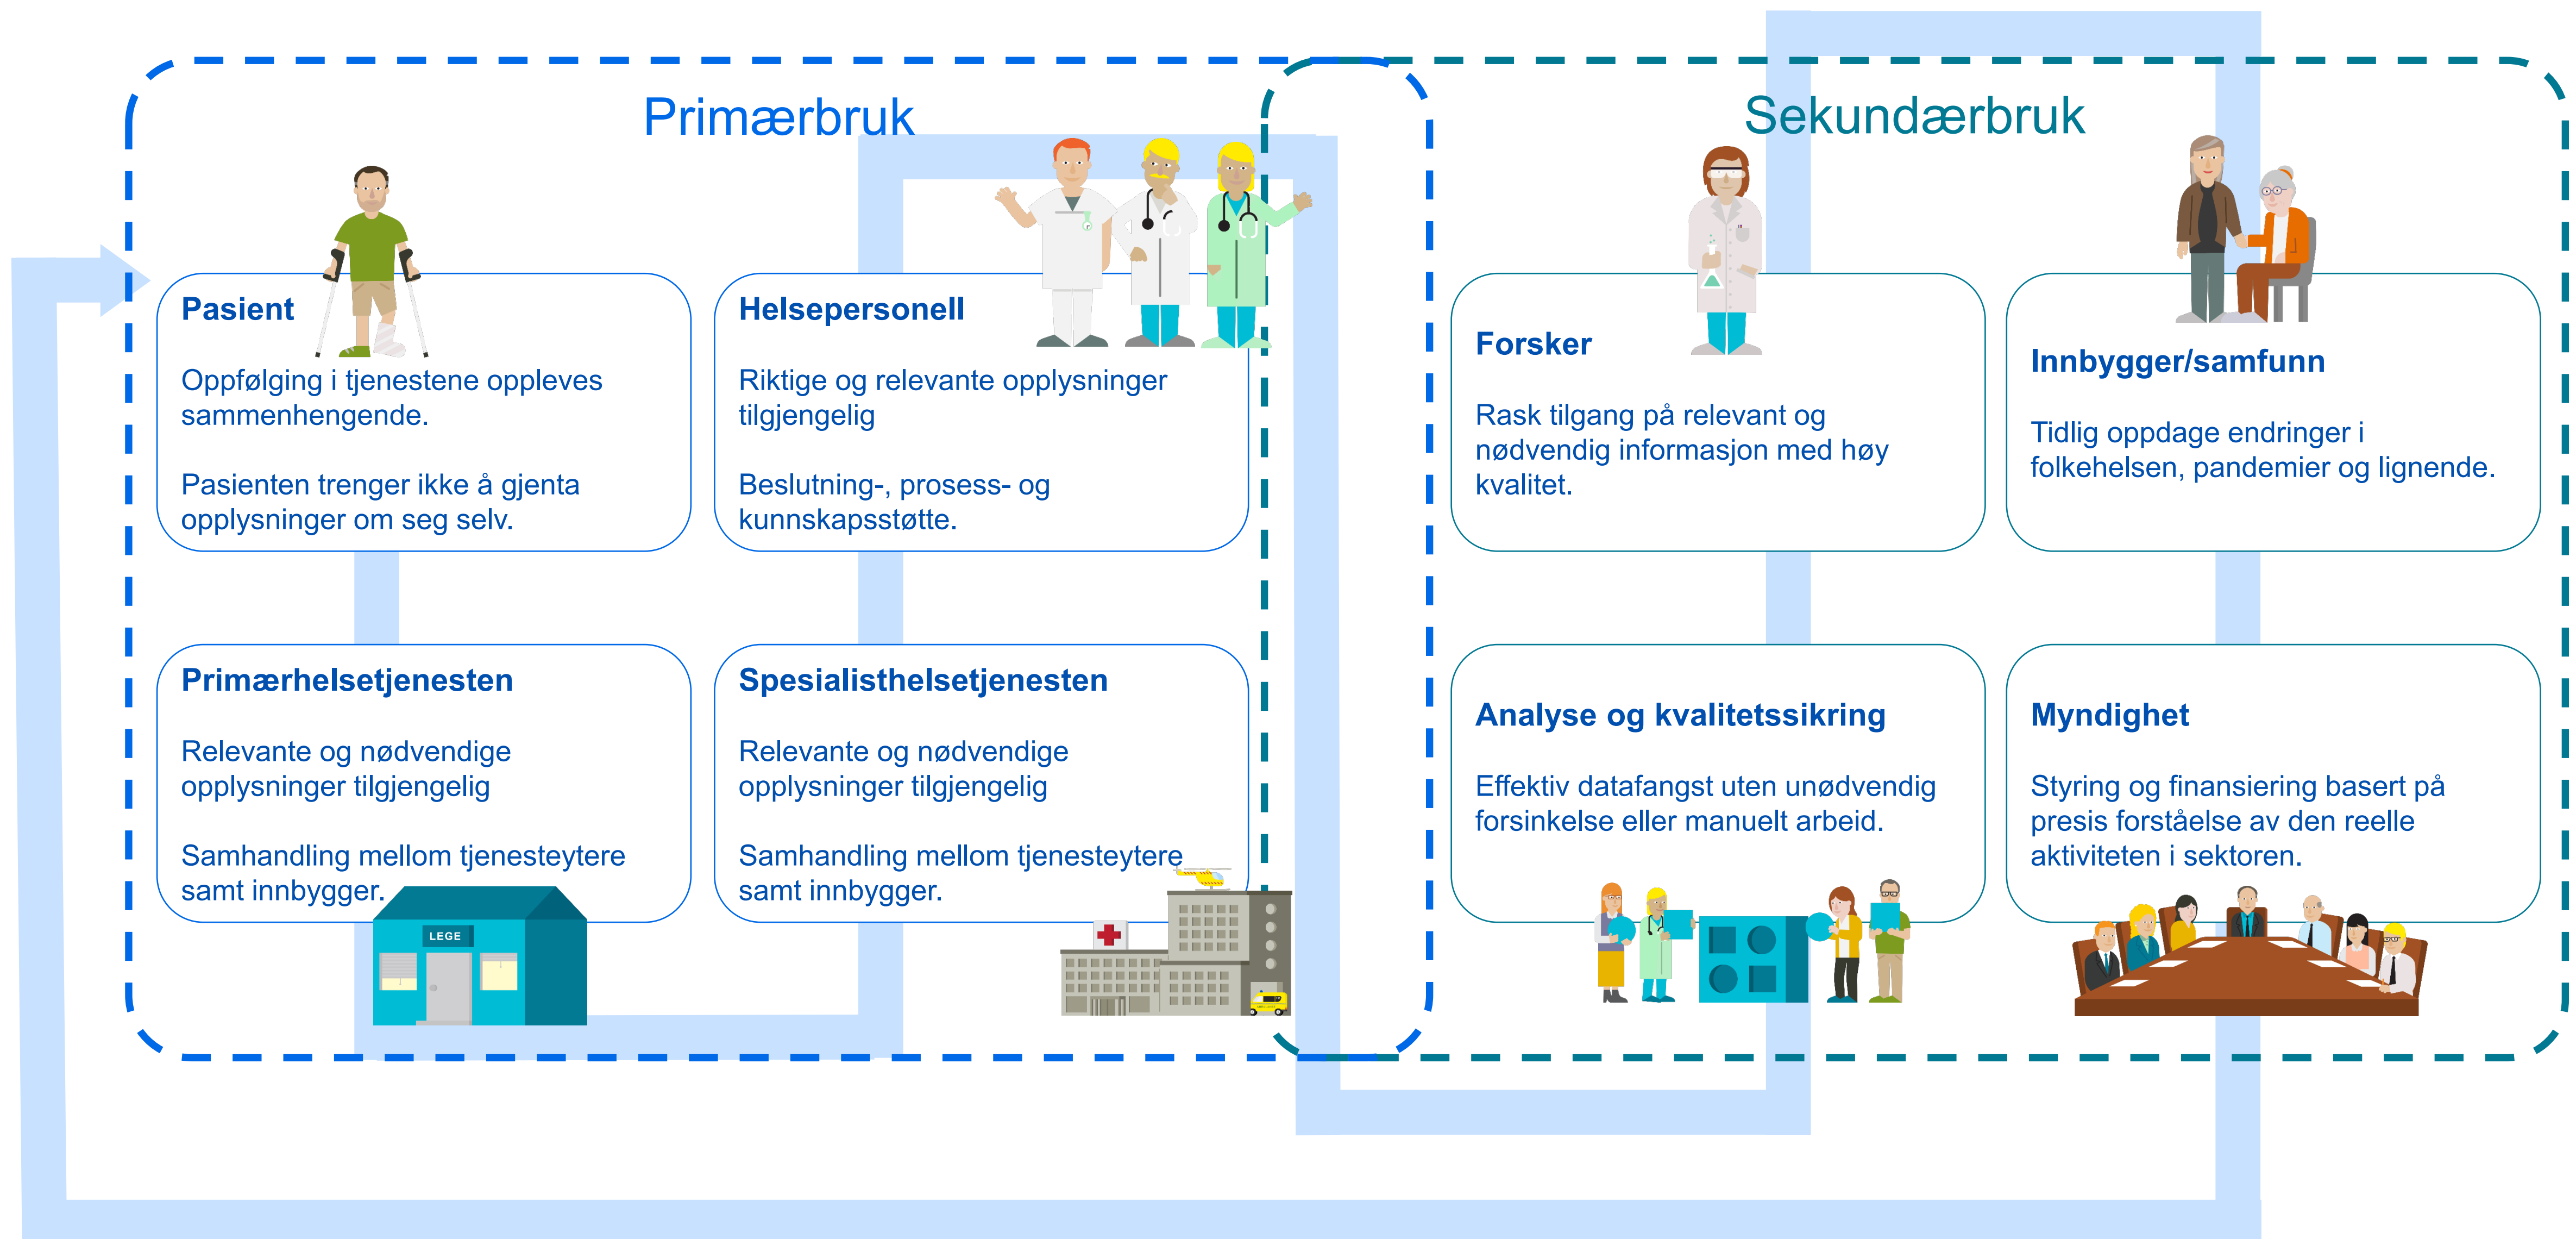 Primærbruk
Pasient
Oppfølging i tjenestene oppleves
sammenhengende.
Pasienten trenger ikke å gjenta
opplysninger om seg selv.
Helsepersonell
Riktige og relevante opplysninger
tilgjengelig
Beslutning-, prosess- og
kunnskapsstøtte.
Primærhelsetjenesten
Relevante og nødvendige
opplysninger tilgjengelig
Samhandling mellom tjenesteytere
samt innbygger.
LEGE
Spesialisthelsetjenesten
Relevante og nødvendige
opplysninger tilgjengelig
Samhandling mellom tjenesteytere
samt innbygger.
Sekundærbruk
Forsker
Rask tilgang på relevant og
nødvendig informasjon med høy
kvalitet.
Innbygger/samfunn
Tidlig oppdage endringer i
folkehelsen, pandemier og lignende.
Analyse og kvalitetssikring
Effektiv datafangst uten unødvendig
forsinkelse eller manuelt arbeid.
Myndighet
Styring og finansiering basert på
presis forståelse av den reelle
aktiviteten i sektoren.